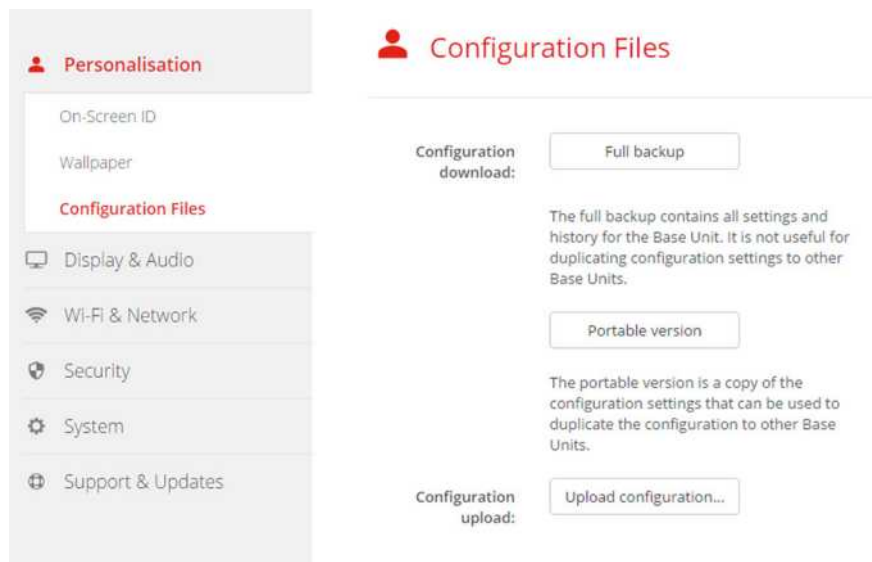 Personalisation
On-Screen ID
Wallpaper
Configuration Files
Display & Audio
Wi-Fi & Network
Security
System
Support & Updates
Configuration Files
Configuration
download:
Full backup
The full backup contains all settings and
history for the Base Unit. It is not useful for
duplicating configuration settings to other
Base Units.
Portable version
The portable version is a copy of the
configuration settings that can be used to
duplicate the configuration to other Base
Units.
Configuration
upload:
Upload configuration...